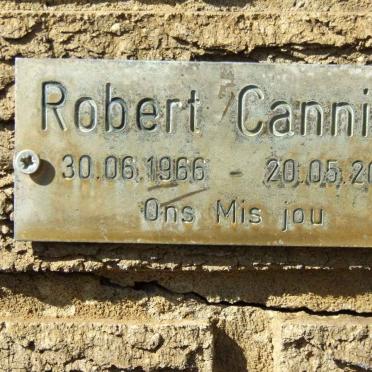 Robert Canni
30.06.1966 - 20.05.20
Ons Mis jou